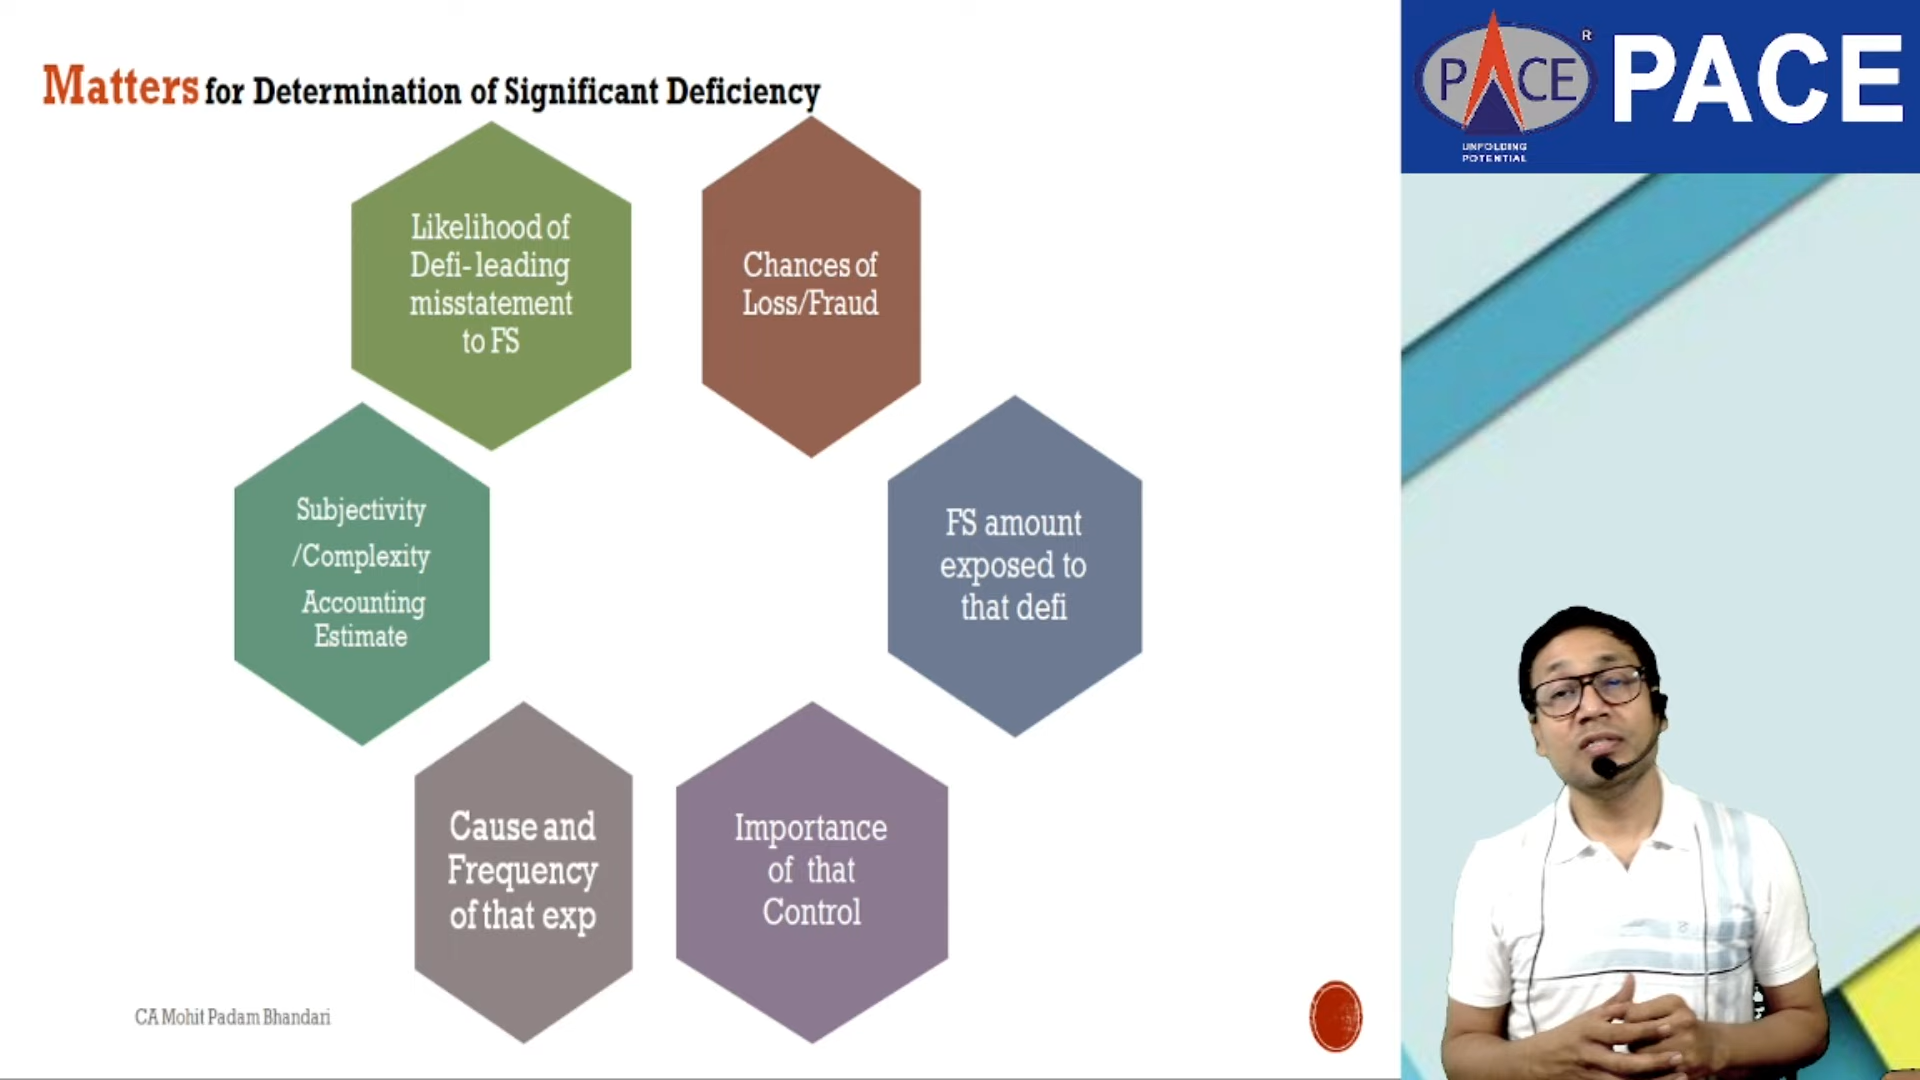 Matters for Determination of Significant Deficiency
Likelihood of
Defi- leading
misstatement
to FS
Chances of
Loss/Fraud
Subjectivity
/Complexity
Accounting
Estimate
FS amount
exposed to
that defi
Cause and
Frequency
of that exp
Importance
of that
Control
CA Mohit Padam Bhandari
PACE
UNFOLDING
POTENTIAL
R
PACE